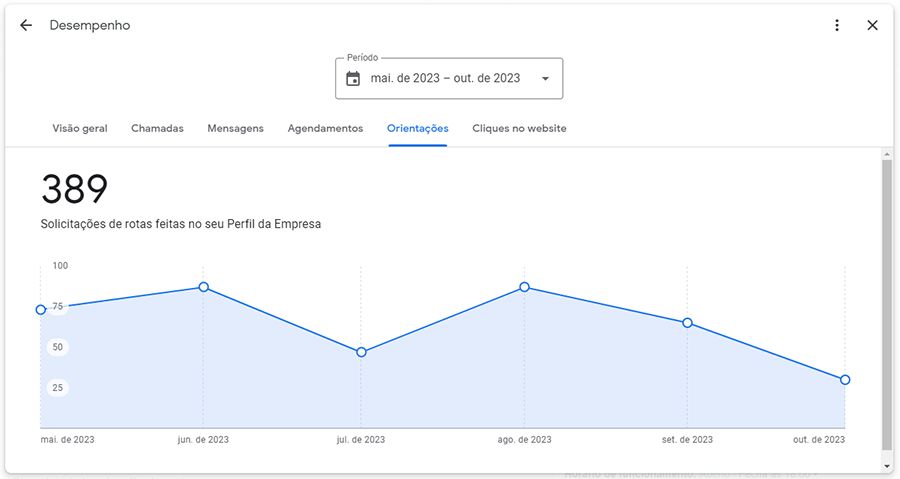 Desempenho
Período
mai. de 2023 – out. de 2023
Visão geral Chamadas Mensagens Agendamentos Orientações Cliques no website
389
Solicitações de rotas feitas no seu Perfil da Empresa
100
75
50
25
mai. de 2023 jun. de 2023 jul. de 2023 ago. de 2023 set. de 2023 out. de 2023